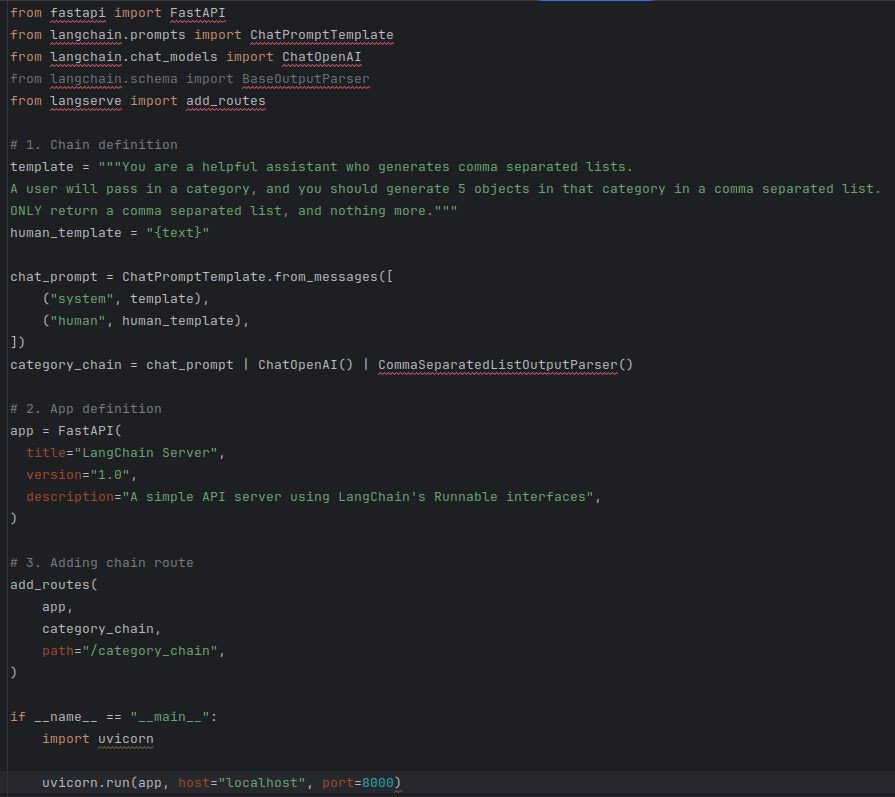 from fastapi import FastAPI
from langchain.prompts import ChatPromptTemplate
from langchain.chat_models import ChatOpenAI
from langchain.schema import BaseOutputParser
from langserve import add_routes

# 1. Chain definition
template = """You are a helpful assistant who generates comma separated lists.
A user will pass in a category, and you should generate 5 objects in that category in a comma separated list.
ONLY return a comma separated list, and nothing more."""
human_template = "{text}"

chat_prompt = ChatPromptTemplate.from_messages([
    ("system", template),
    ("human", human_template),
])
category_chain = chat_prompt | ChatOpenAI() | CommaSeparatedListOutputParser()

# 2. App definition
app = FastAPI(
  title="LangChain Server",
  version="1.0",
  description="A simple API server using LangChain's Runnable interfaces",
)

# 3. Adding chain route
add_routes(
    app,
    category_chain,
    path="/category_chain",
)

if __name__ == "__main__":
    import uvicorn

    uvicorn.run(app, host="localhost", port=8000)